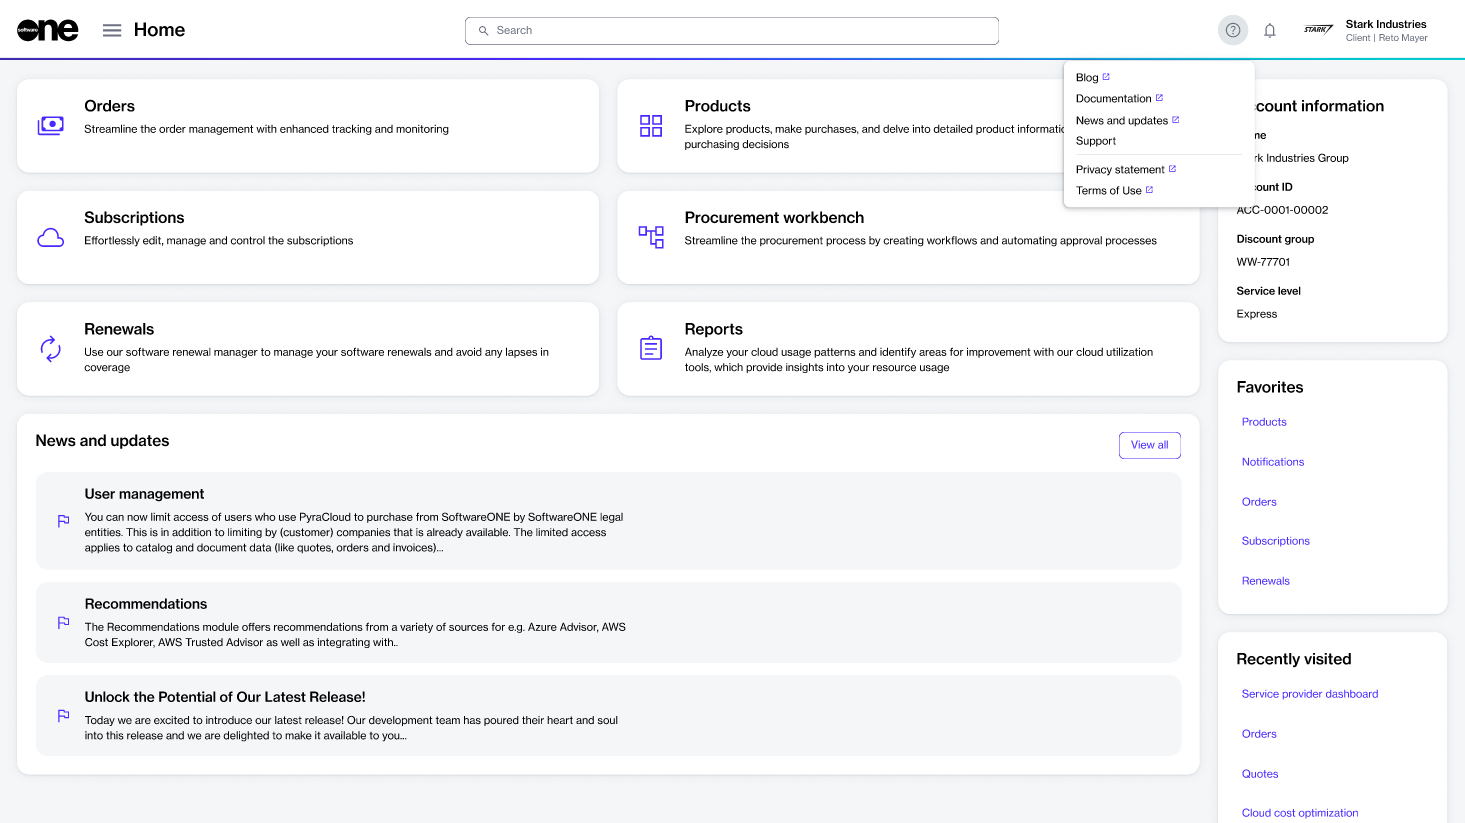 software one
Home
Search
STARK
Stark Industries
Client | Reto Mayer
Blog
Documentation
News and updates
Support
Privacy statement
Terms of Use
Orders
Streamline the order management with enhanced tracking and monitoring
Products
Explore products, make purchases, and delve into detailed product
purchasing decisions
Subscriptions
Effortlessly edit, manage and control the subscriptions
Procurement workbench
Streamline the procurement process by creating workflows and automating approval processes
Renewals
Use our software renewal manager to manage your software renewals and avoid any lapses in
coverage
Reports
Analyze your cloud usage patterns and identify areas for improvement with our cloud utilization
tools, which provide insights into your resource usage
News and updates
View all
User management
You can now limit access of users who use PyraCloud to purchase from SoftwareONE by SoftwareONE legal
entities. This is in addition to limiting by (customer) companies that is already available. The limited access
applies to catalog and document data (like quotes, orders and invoices)...
Recommendations
The Recommendations module offers recommendations from a variety of sources for e.g. Azure Advisor, AWS
Cost Explorer, AWS Trusted Advisor as well as integrating with..
Unlock the Potential of Our Latest Release!
Today we are excited to introduce our latest release! Our development team has poured their heart and soul
into this release and we are delighted to make it available to you...
information
Industries Group
ID
ACC-0001-00002
Discount group
WW-77701
Service level
Express
Favorites
Products
Notifications
Orders
Subscriptions
Renewals
Recently visited
Service provider dashboard
Orders
Quotes
Cloud cost optimization